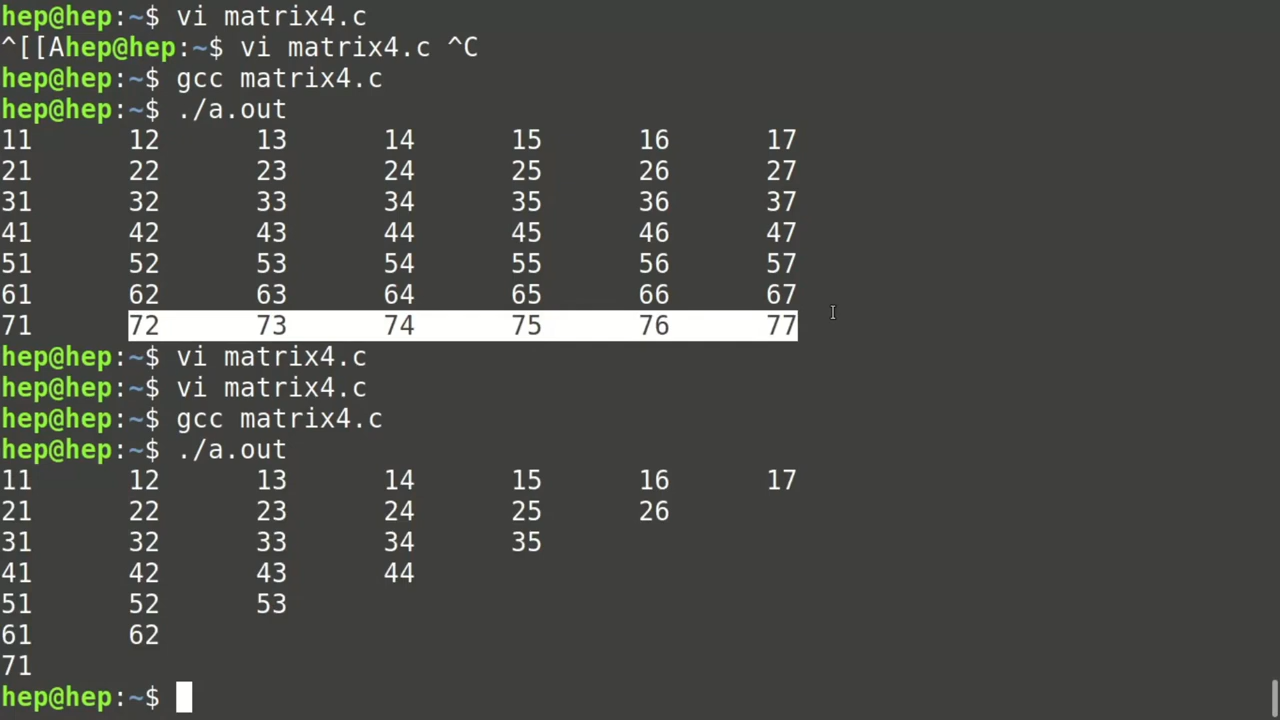 hep@hep:~$ vi matrix4.c
^[[Ahep@hep:~$ vi matrix4.c ^C
hep@hep:~$ gcc matrix4.c
hep@hep:~$ ./a.out
11 12 13 14 15 16 17
21 22 23 24 25 26 27
31 32 33 34 35 36 37
41 42 43 44 45 46 47
51 52 53 54 55 56 57
61 62 63 64 65 66 67
71 72 73 74 75 76 77
hep@hep:~$ vi matrix4.c
hep@hep:~$ vi matrix4.c
hep@hep:~$ gcc matrix4.c
hep@hep:~$ ./a.out
11 12 13 14 15 16 17
21 22 23 24 25 26
31 32 33 34 35
41 42 43 44
51 52 53
61 62
71
hep@hep:~$